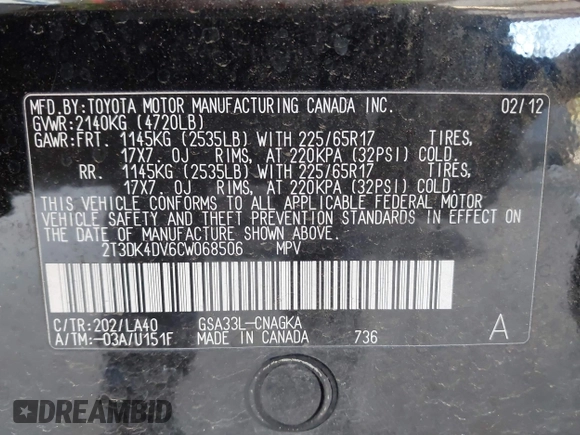 MFD.BY:TOYOTA MOTOR MANUFACTURING CANADA INC. 02/12
GVWR:2140KG (4720LB)
GAWR:FRT. 1145KG (2535LB) WITH 225/65R17 TIRES,
17X7. 0J RIMS, AT 220KPA (32PSI) COLD.
RR. 1145KG (2535LB) WITH 225/65R17 TIRES,
17X7. 0J RIMS, AT 220KPA (32PSI) COLD.
THIS VEHICLE CONFORMS TO ALL APPLICABLE FEDERAL MOTOR
VEHICLE SAFETY AND THEFT PREVENTION STANDARDS IN EFFECT ON
THE DATE OF MANUFACTURE SHOWN ABOVE.
2T3DK4DV6CW068506 MPV
C/TR:202/LA40 GSA33L-CNAGKA
A/TM:-03A/U151F MADE IN CANADA 736 A
DREAMBID